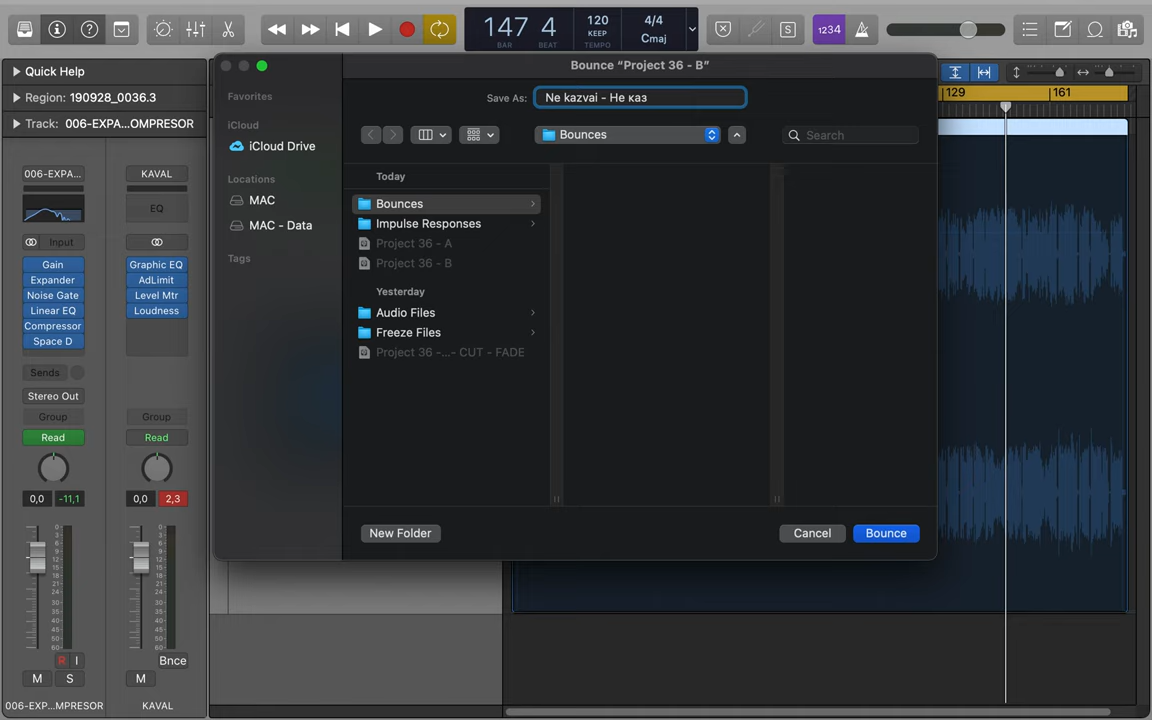 147 4
BAR BEAT
120
KEEP
TEMPO
4/4
Cmaj
S
1234
Quick Help
Region: 190928_0036.3
Track: 006-EXPA...OMPRESOR
Bounce “Project 36 - B”
Save As: Ne kazvai - Не каз
Bounces
Search
Favorites
iCloud
iCloud Drive
Locations
MAC
MAC - Data
Tags
Today
Bounces
Impulse Responses
Project 36 - A
Project 36 - B
Yesterday
Audio Files
Freeze Files
Project 36 -...- CUT - FADE
New Folder
Cancel
Bounce
129
161
006-EXPA...
KAVAL
EQ
Input
Gain
Expander
Noise Gate
Linear EQ
Compressor
Space D
Graphic EQ
AdLimit
Level Mtr
Loudness
Sends
Stereo Out
Group
Group
Read
Read
0,0 -11,1
0,0 2,3
R I
Bnce
M S
M
006-EXP...MPRESOR
KAVAL